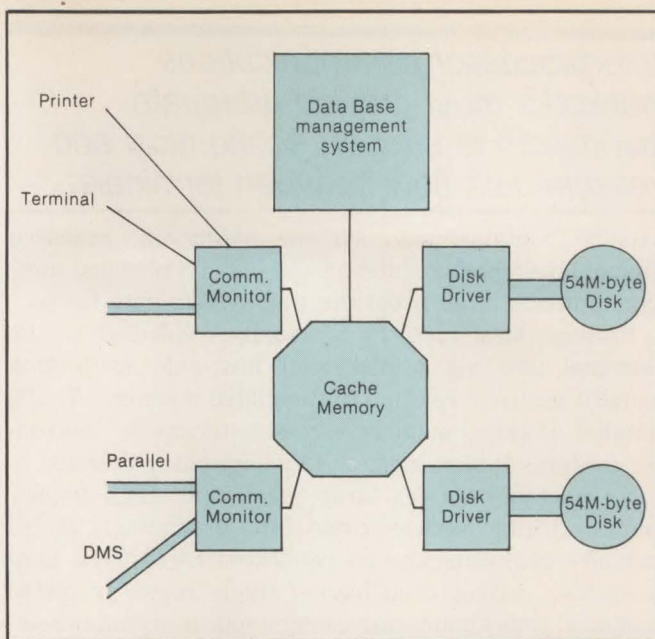 Data Base
management
system
Printer
Terminal
Comm.
Monitor
Disk
Driver
54M-byte
Disk
Cache
Memory
Parallel
DMS
Comm.
Monitor
Disk
Driver
54M-byte
Disk